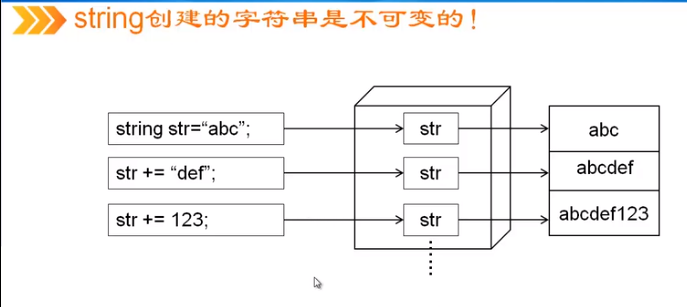 string创建的字符串是不可变的!
string str=“abc”;
str
abc
str += “def”;
str
abcdef
str += 123;
str
abcdef123